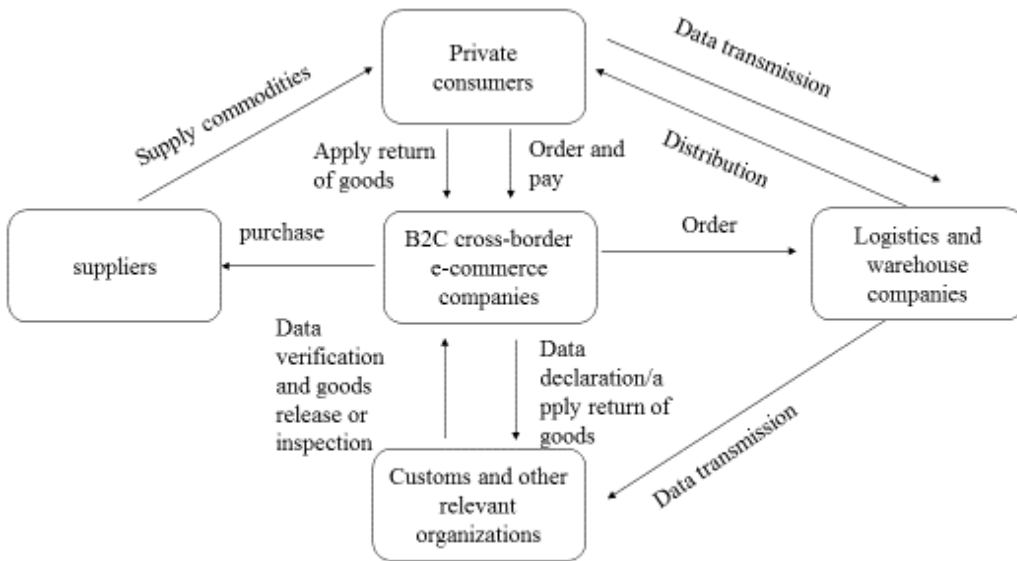 Private
consumers
Data transmission
Supply commodities
Distribution
Apply return
of goods
Order and
pay
suppliers
purchase
B2C cross-border
e-commerce
companies
Order
Logistics and
warehouse
companies
Data
verification
and goods
release or
inspection
Data
declaration/a
pply return of
goods
Data transmission
Customs and other
relevant
organizations